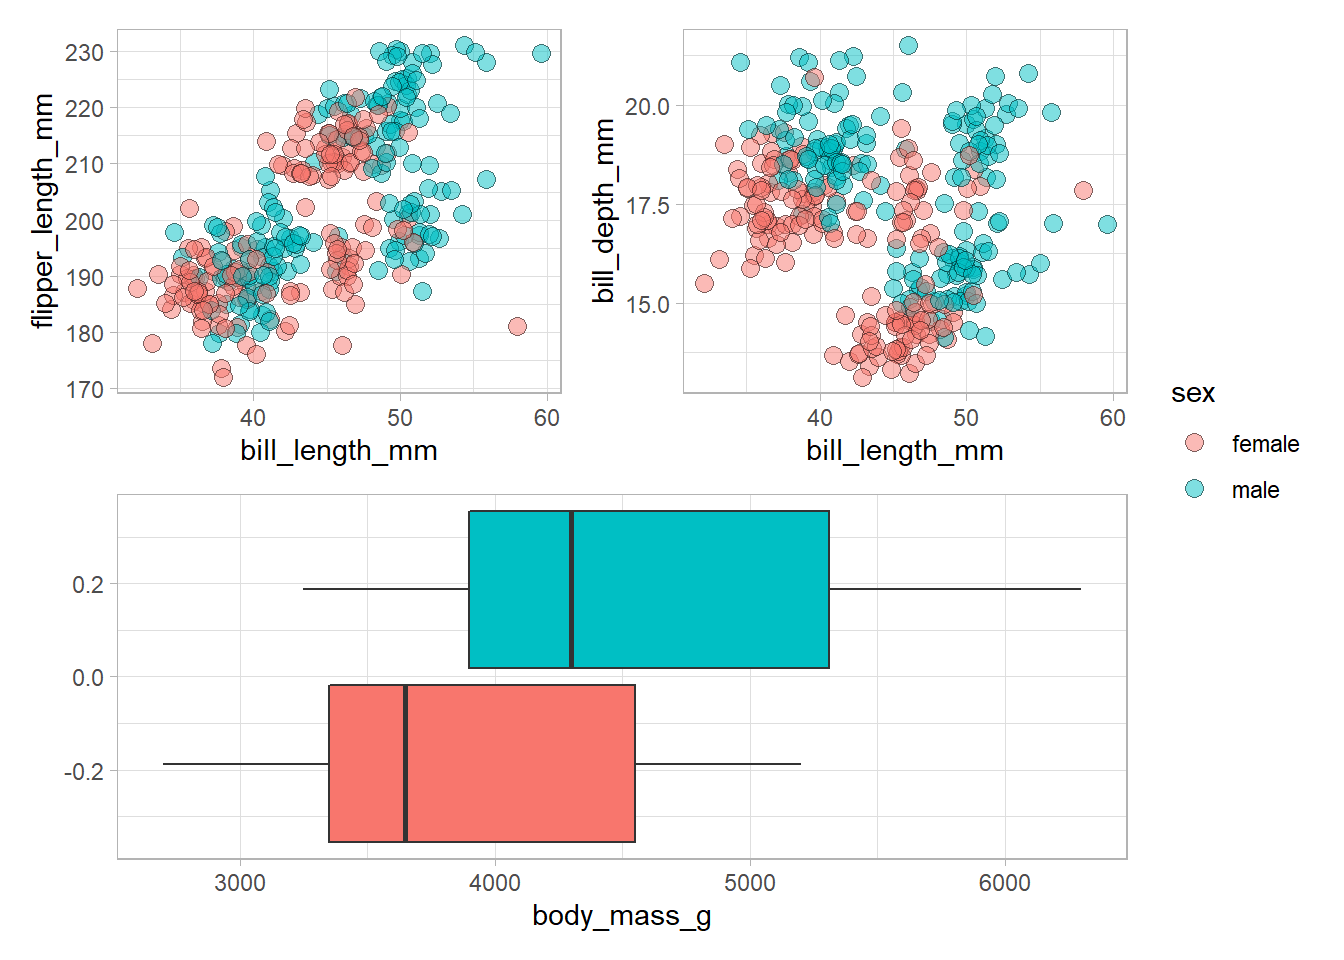 230
220
210
200
190
180
170
flipper_length_mm
40 50 60
bill_length_mm
20.0
17.5
15.0
bill_depth_mm
40 50 60
bill_length_mm
sex
female
male
0.2
0.0
-0.2
3000 4000 5000 6000
body_mass_g